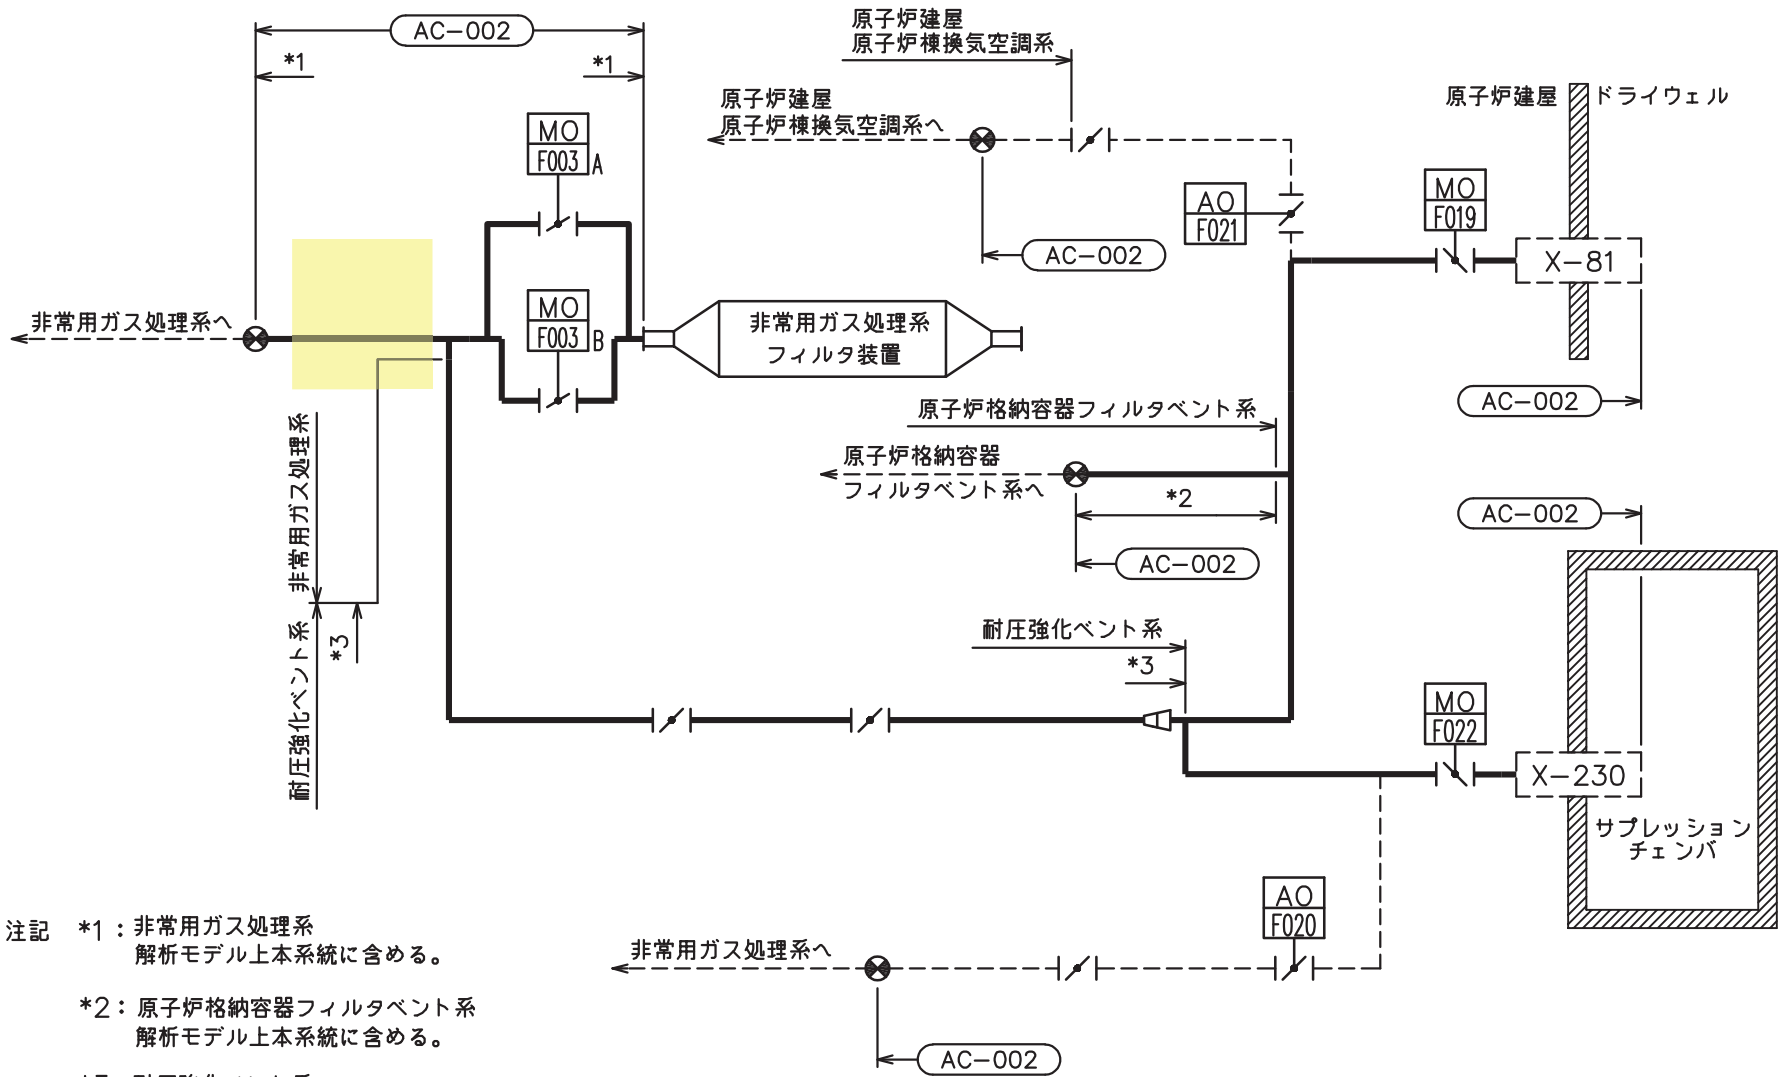 AC-002
*1
*1
原子炉建屋
原子炉棟換気空調系
原子炉建屋
原子炉棟換気空調系へ
MO
F003 A
AO
F021
AC-002
原子炉建屋
ドライウェル
MO
F019
X-81
非常用ガス処理系へ
MO
F003 B
非常用ガス処理系
フィルタ装置
AC-002
原子炉格納容器フィルタベント系
原子炉格納容器
フィルタベント系へ
*2
AC-002
AC-002
非常用ガス処理系
耐圧強化ベント系
*3
耐圧強化ベント系
*3
MO
F022
X-230
サプレッション
チェンバ
AO
F020
非常用ガス処理系へ
AC-002
注記 *1：非常用ガス処理系
解析モデル上本系統に含める。
*2：原子炉格納容器フィルタベント系
解析モデル上本系統に含める。